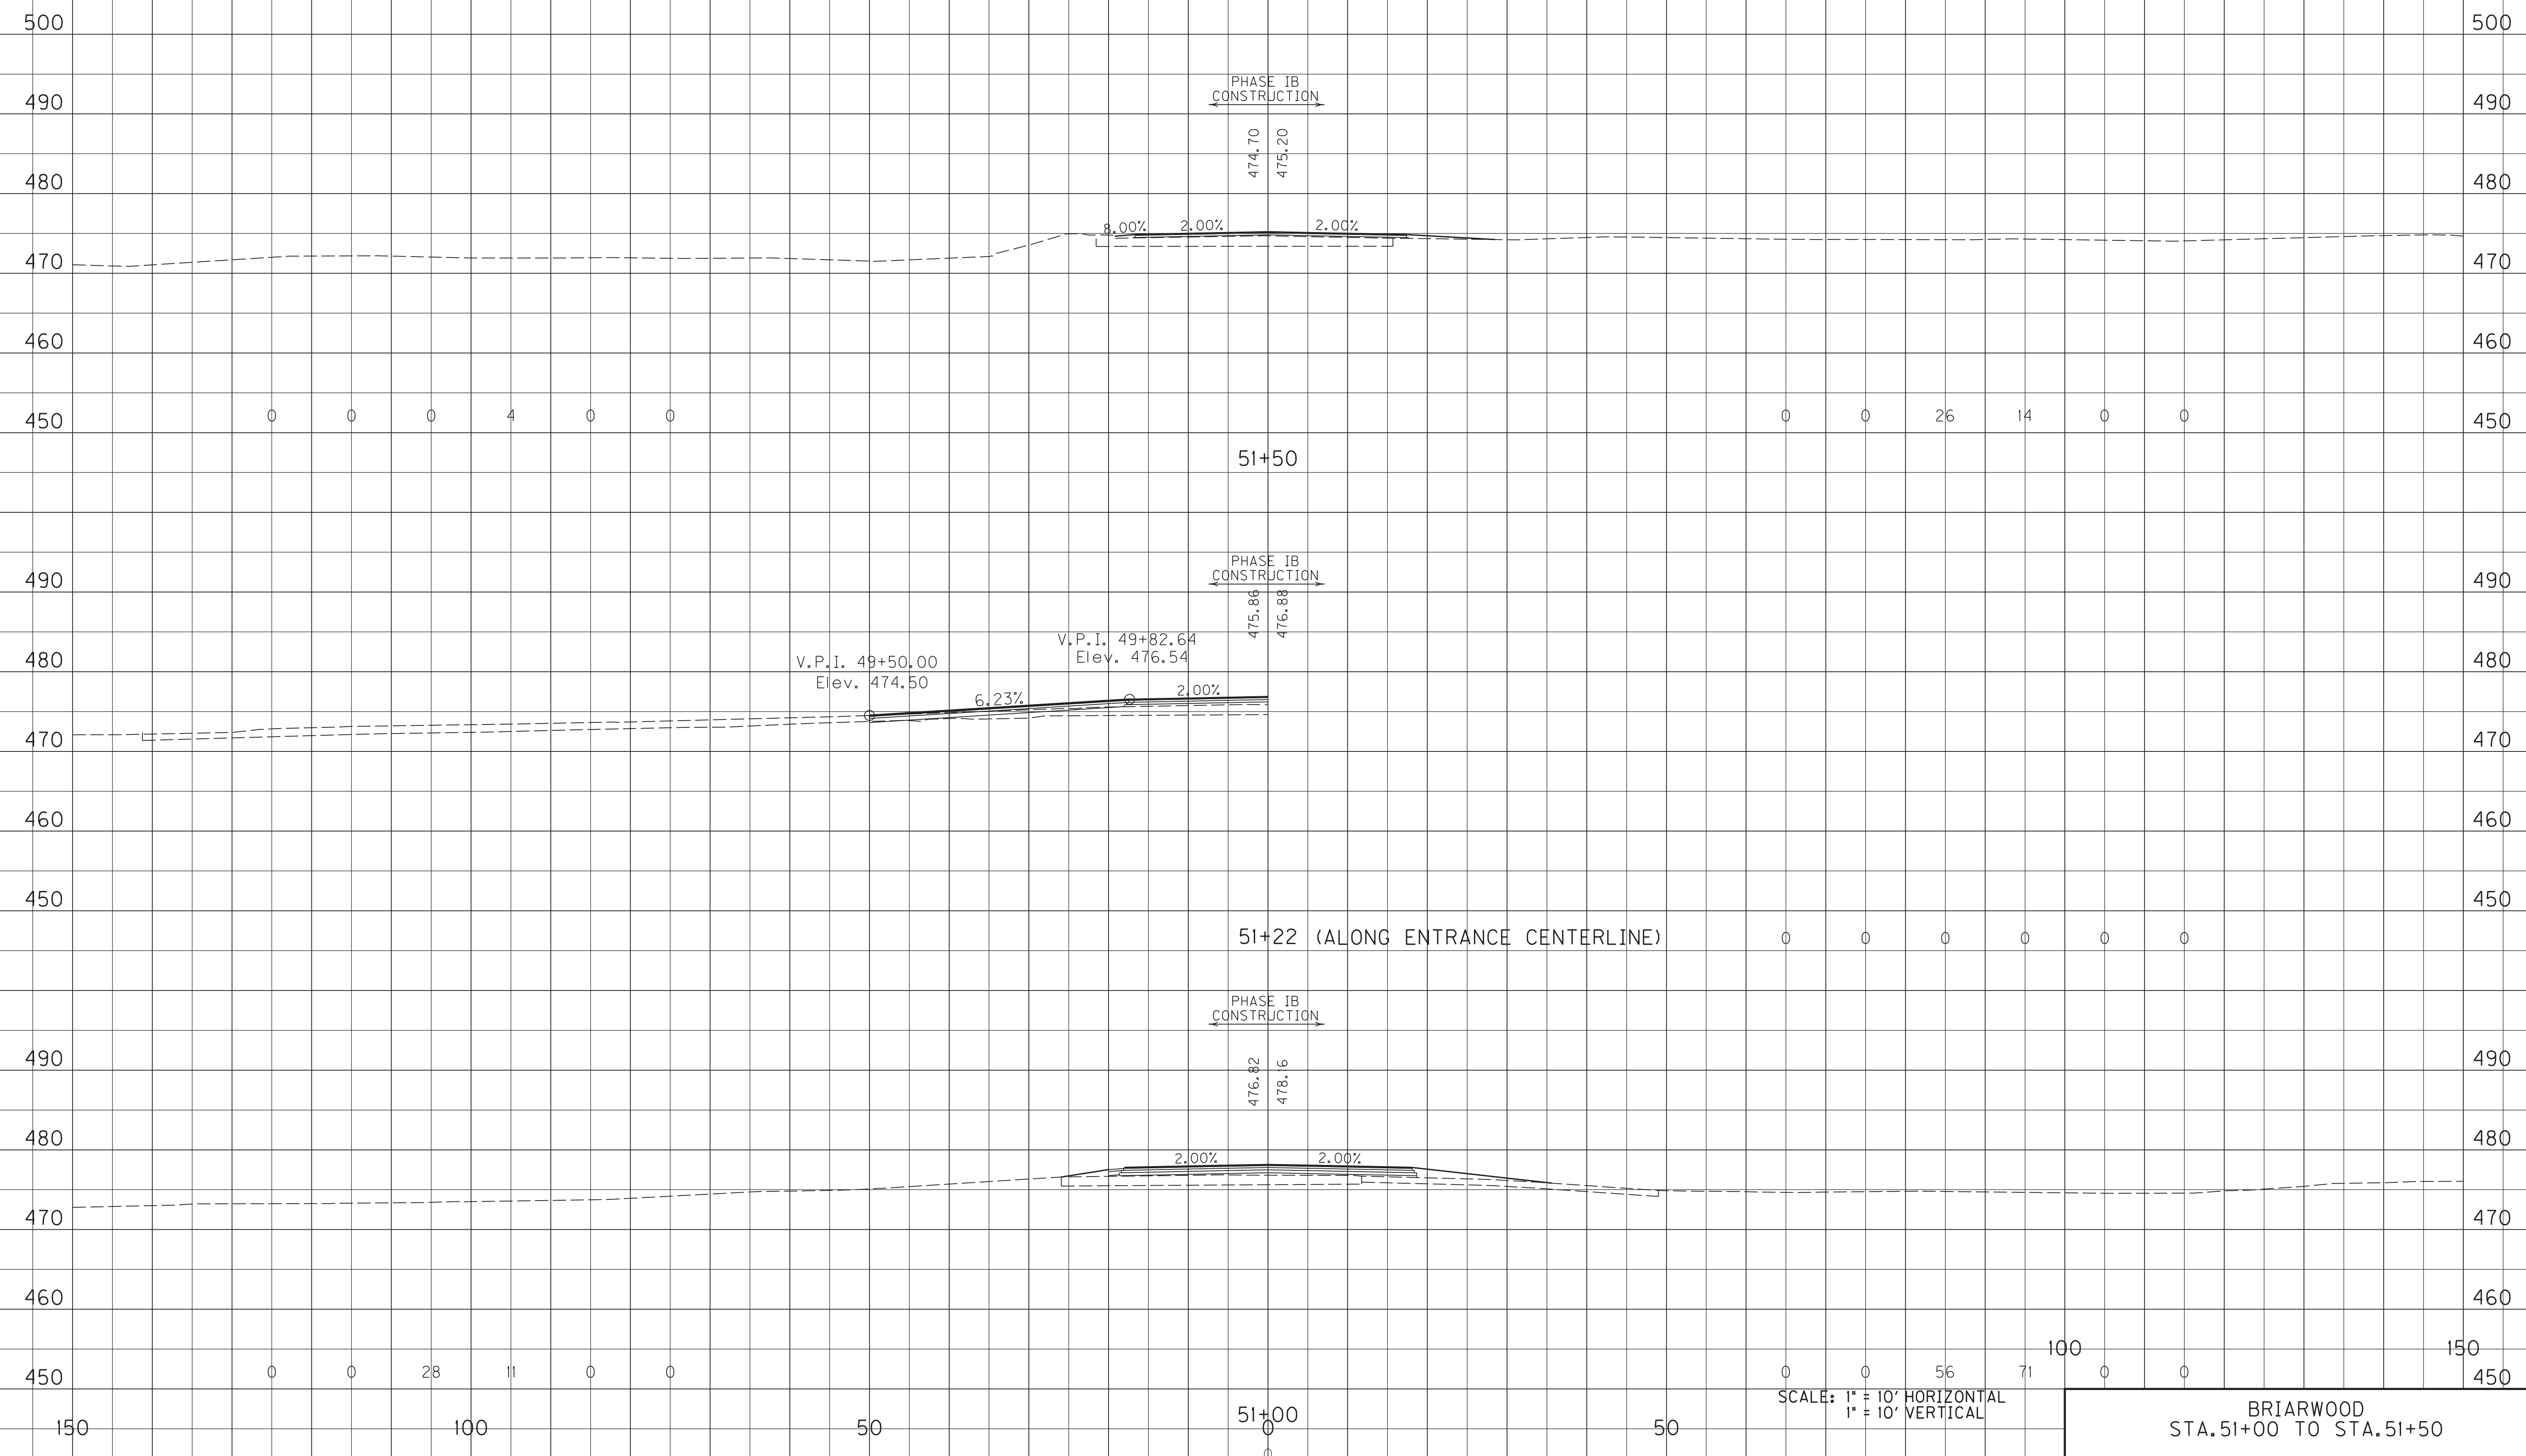 500 500
PHASE IB
CONSTRUCTION
490 490
474.70 475.20
480 480
8.00% 2.00% 2.00%
470 470
460 460
0 0 0 4 0 0 0 0 26 14 0 0
450 450
51+50
PHASE IB
CONSTRUCTION
490 490
475.86 476.88
V.P.I. 49+82.64
Elev. 476.54
V.P.I. 49+50.00
Elev. 474.50
480 480
6.23% 2.00%
470 470
460 460
450 450
51+22 (ALONG ENTRANCE CENTERLINE) 0 0 0 0 0 0
PHASE IB
CONSTRUCTION
490 490
476.82 478.16
480 480
2.00% 2.00%
470 470
460 460
100 150
0 0 28 11 0 0 0 0 56 71 0 0
450 450
SCALE: 1" = 10' HORIZONTAL
1" = 10' VERTICAL
51+00
150 100 50 0 50
0
BRIARWOOD
STA.51+00 TO STA.51+50